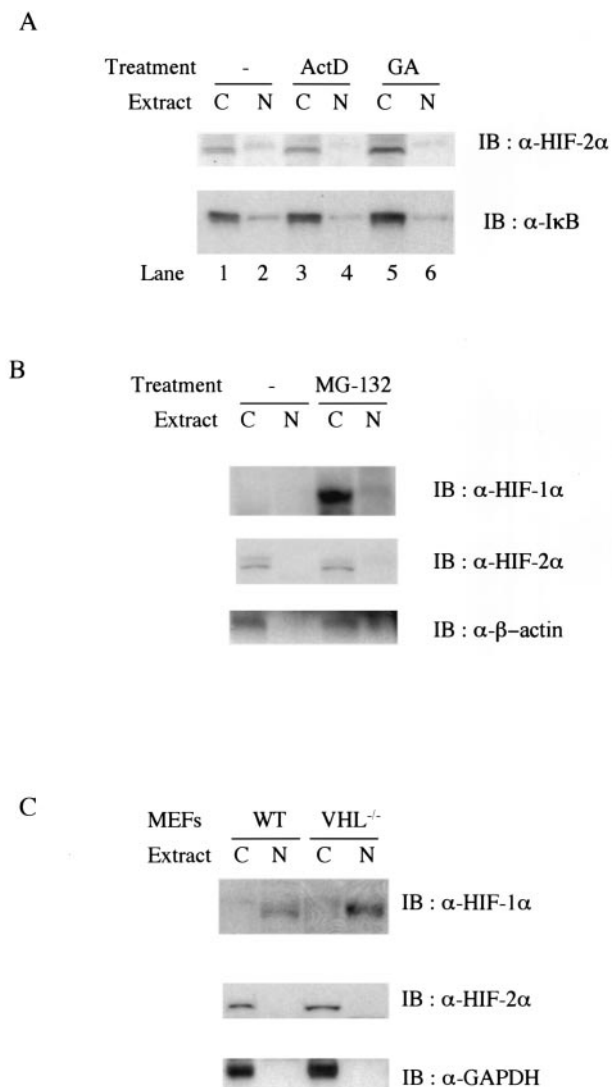 A
Treatment - ActD GA
Extract C N C N C N
IB : α-HIF-2α
IB : α-IκB
Lane 1 2 3 4 5 6
B
Treatment - MG-132
Extract C N C N
IB : α-HIF-1α
IB : α-HIF-2α
IB : α-β-actin
C
MEFs WT VHL-/-
Extract C N C N
IB : α-HIF-1α
IB : α-HIF-2α
IB : α-GAPDH